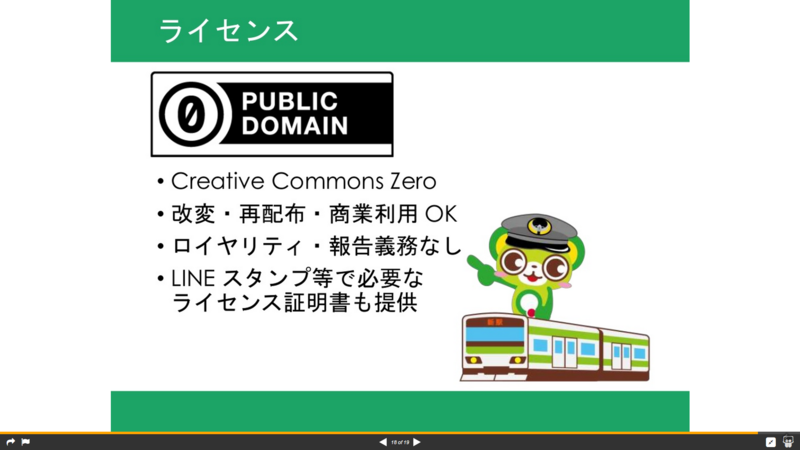 ライセンス
0 PUBLIC
DOMAIN
• Creative Commons Zero
• 改変・再配布・商業利用 OK
• ロイヤリティ・報告義務なし
• LINE スタンプ等で必要な
ライセンス証明書も提供
18 of 19